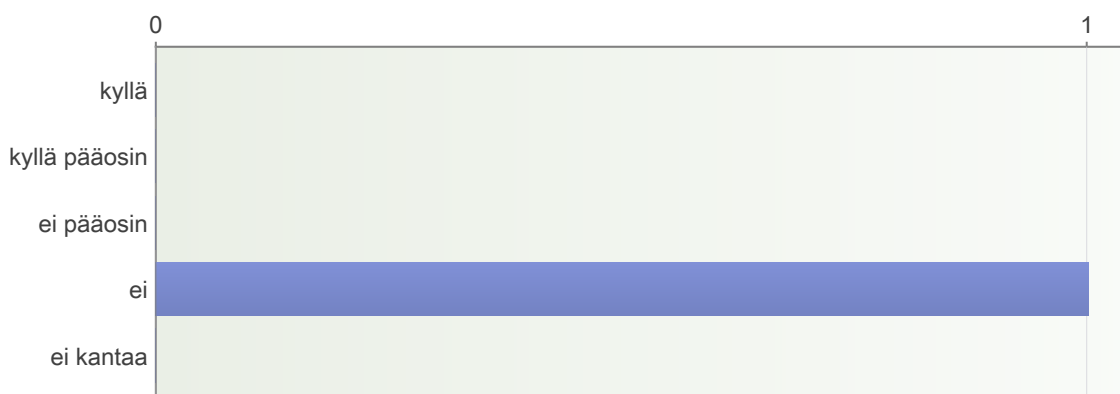 0 1
kyllä
kyllä pääosin
ei pääosin
ei
ei kantaa